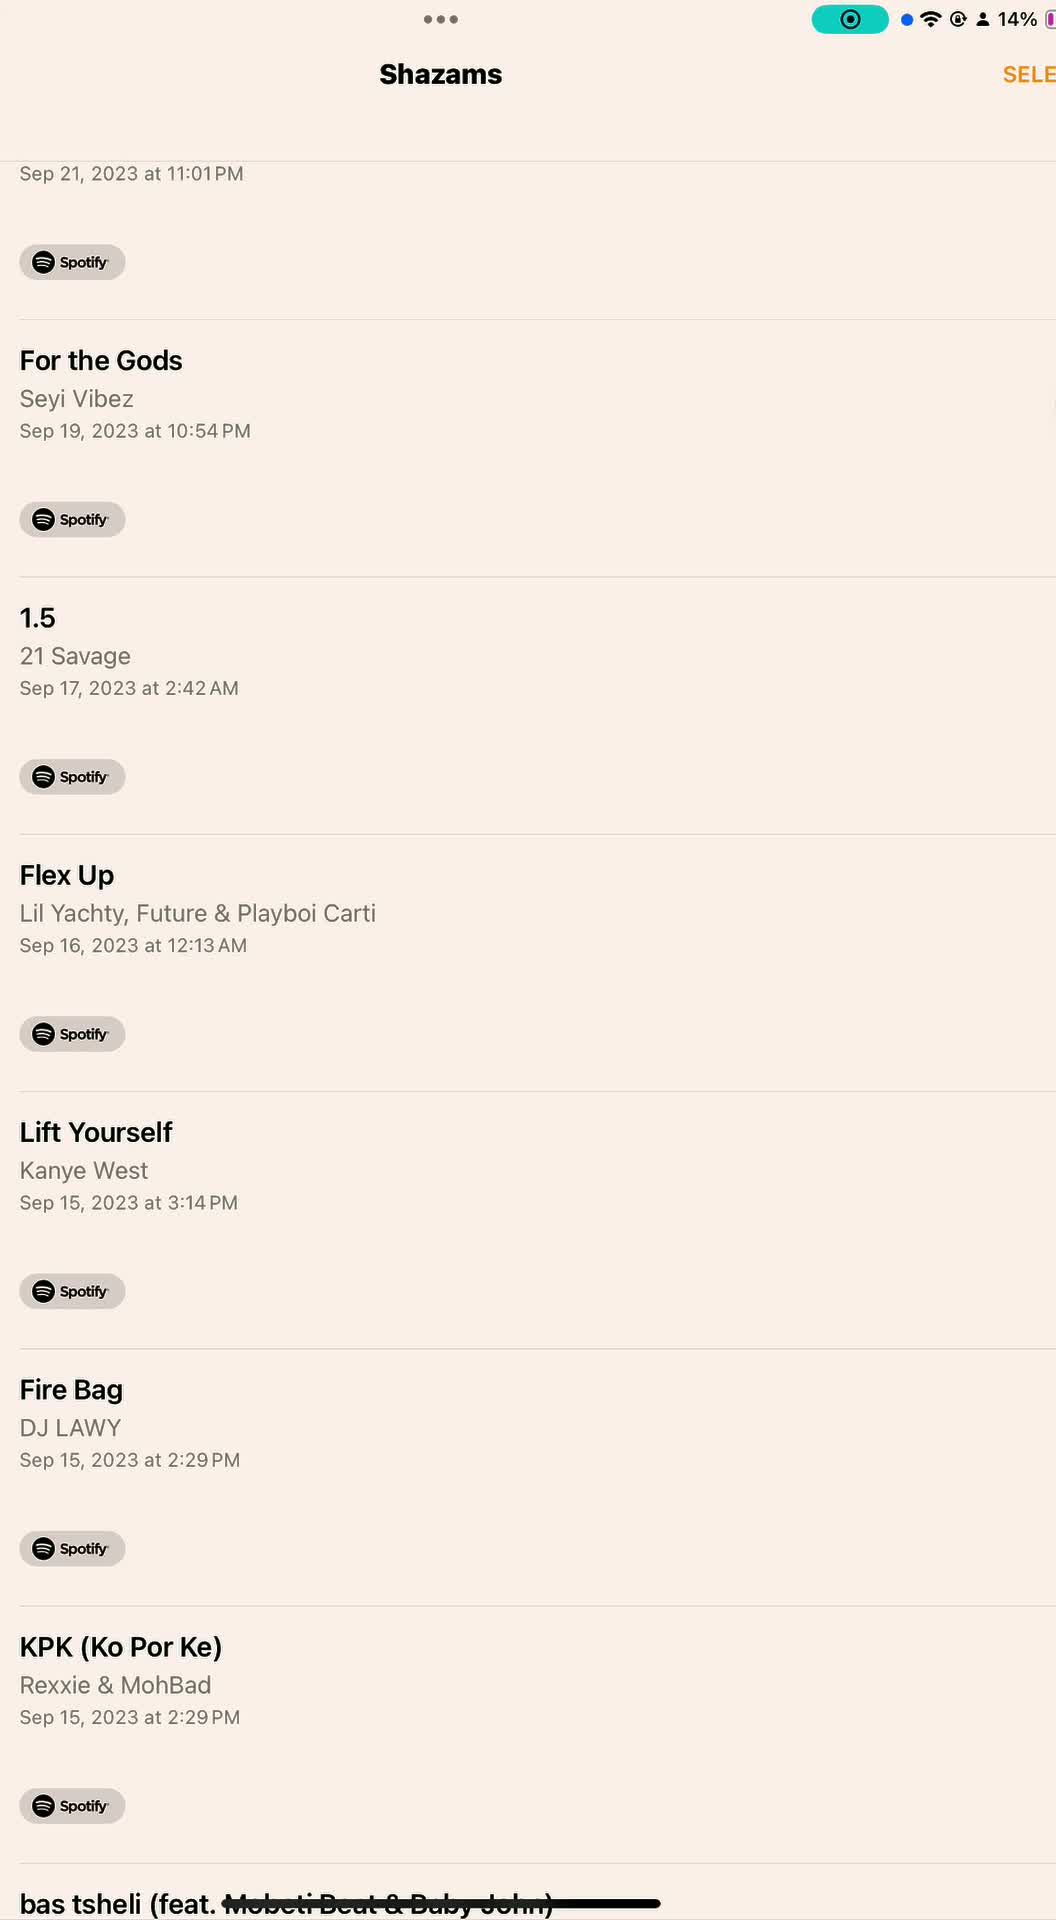 14%
Shazams
SELE
Sep 21, 2023 at 11:01 PM
Spotify
For the Gods
Seyi Vibez
Sep 19, 2023 at 10:54 PM
Spotify
1.5
21 Savage
Sep 17, 2023 at 2:42 AM
Spotify
Flex Up
Lil Yachty, Future & Playboi Carti
Sep 16, 2023 at 12:13 AM
Spotify
Lift Yourself
Kanye West
Sep 15, 2023 at 3:14 PM
Spotify
Fire Bag
DJ LAWY
Sep 15, 2023 at 2:29 PM
Spotify
KPK (Ko Por Ke)
Rexxie & MohBad
Sep 15, 2023 at 2:29 PM
Spotify
bas tsheli (feat. & Baby John)